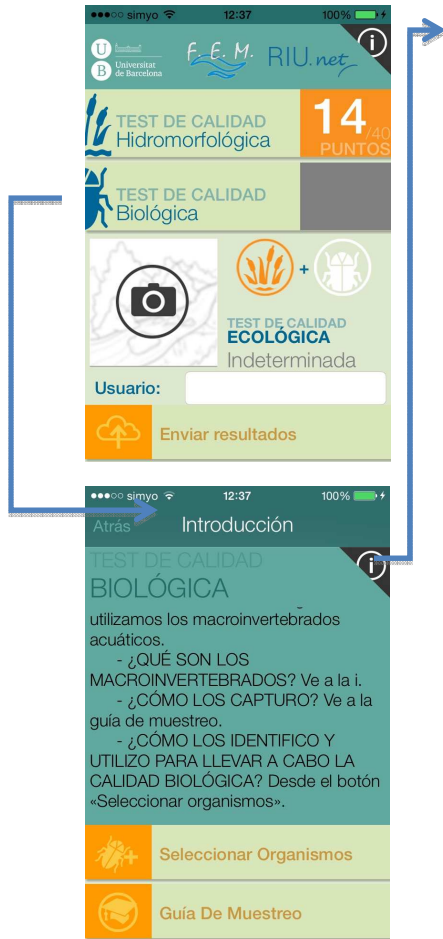 simyo 12:37 100%
U
B
Universitat
de Barcelona
F. E. M.
RIU.net
i
TEST DE CALIDAD
Hidromorfológica
14/40
PUNTOS
TEST DE CALIDAD
Biológica
+
TEST DE CALIDAD
ECOLÓGICA
Indeterminada
Usuario:
Enviar resultados
simyo 12:37 100%
Atrás Introducción
TEST DE CALIDAD
i
BIOLÓGICA
utilizamos los macroinvertebrados
acuáticos.
- ¿QUÉ SON LOS
MACROINVERTEBRADOS? Ve a la i.
- ¿CÓMO LOS CAPTURO? Ve a la
guía de muestreo.
- ¿CÓMO LOS IDENTIFICO Y
UTILIZO PARA LLEVAR A CABO LA
CALIDAD BIOLÓGICA? Desde el botón
«Seleccionar organismos».
Seleccionar Organismos
Guía De Muestreo